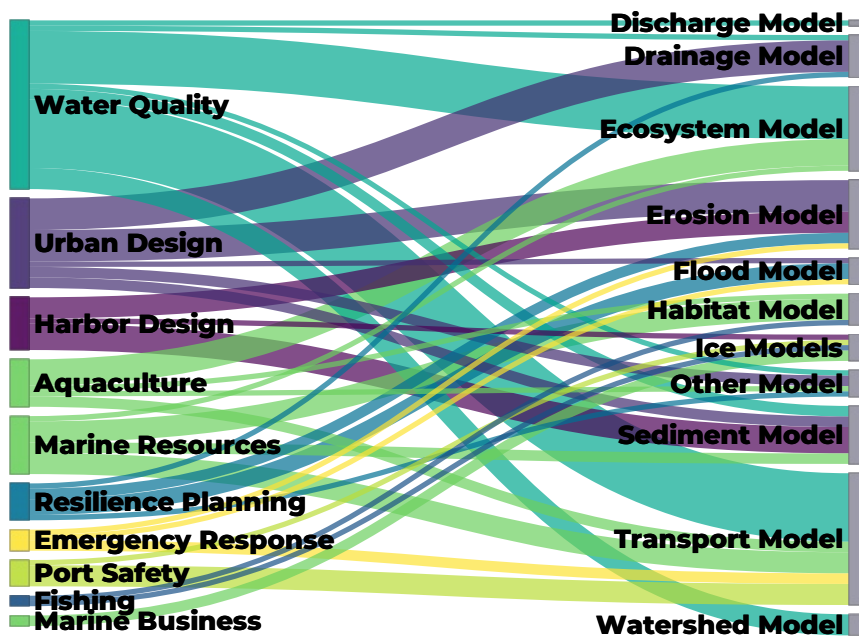 Water Quality
Urban Design
Harbor Design
Aquaculture
Marine Resources
Resilience Planning
Emergency Response
Port Safety
Fishing
Marine Business
Discharge Model
Drainage Model
Ecosystem Model
Erosion Model
Flood Model
Habitat Model
Ice Models
Other Model
Sediment Model
Transport Model
Watershed Model